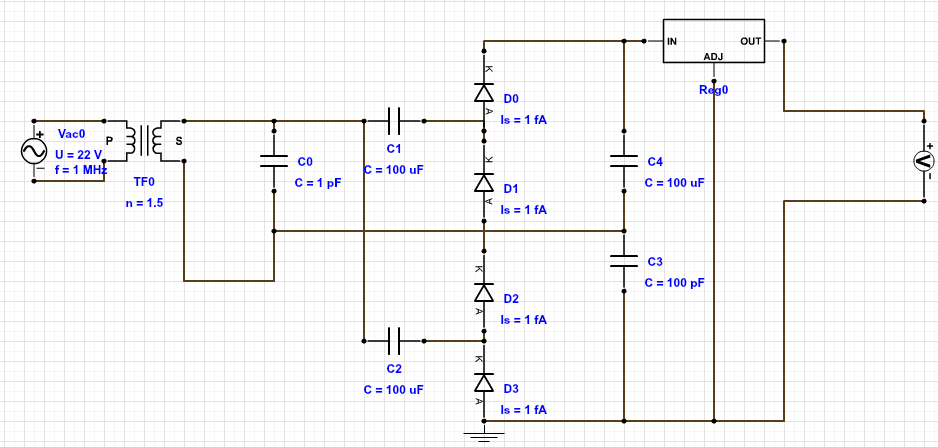 IN
OUT
ADJ
Reg0
K
D0
A
Is = 1 fA
+
Vac0
U = 22 V
f = 1 MHz
P
S
TF0
n = 1.5
C1
C = 100 uF
C0
C = 1 pF
K
D1
A
Is = 1 fA
C4
C = 100 uF
+
V
-
K
D2
A
Is = 1 fA
C3
C = 100 pF
C2
C = 100 uF
K
D3
A
Is = 1 fA